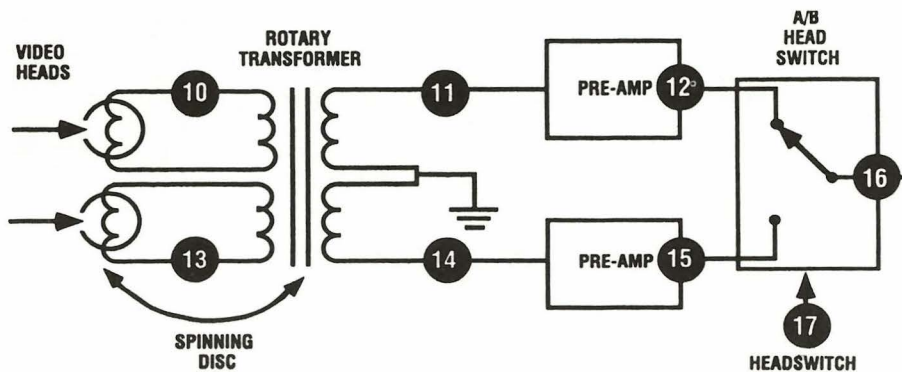 VIDEO
HEADS
ROTARY
TRANSFORMER
A/B
HEAD
SWITCH
10
11
PRE-AMP
12
16
13
14
PRE-AMP
15
17
SPINNING
DISC
HEADSWITCH